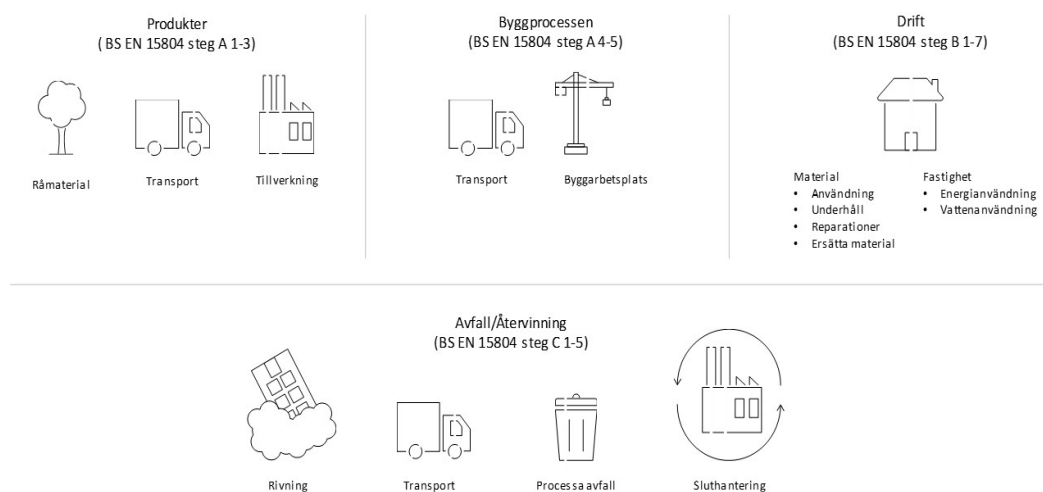 Produkter
( BS EN 15804 steg A 1-3)
Råmaterial
Transport
Tillverkning
Byggprocessen
(BS EN 15804 steg A 4-5)
Transport
Byggarbetsplats
Drift
(BS EN 15804 steg B 1-7)
Material
• Användning
• Underhåll
• Reparationer
• Ersätta material
Fastighet
• Energianvändning
• Vattenanvändning
Avfall/Återvinning
(BS EN 15804 steg C 1-5)
Rivning
Transport
Processa avfall
Sluthantering